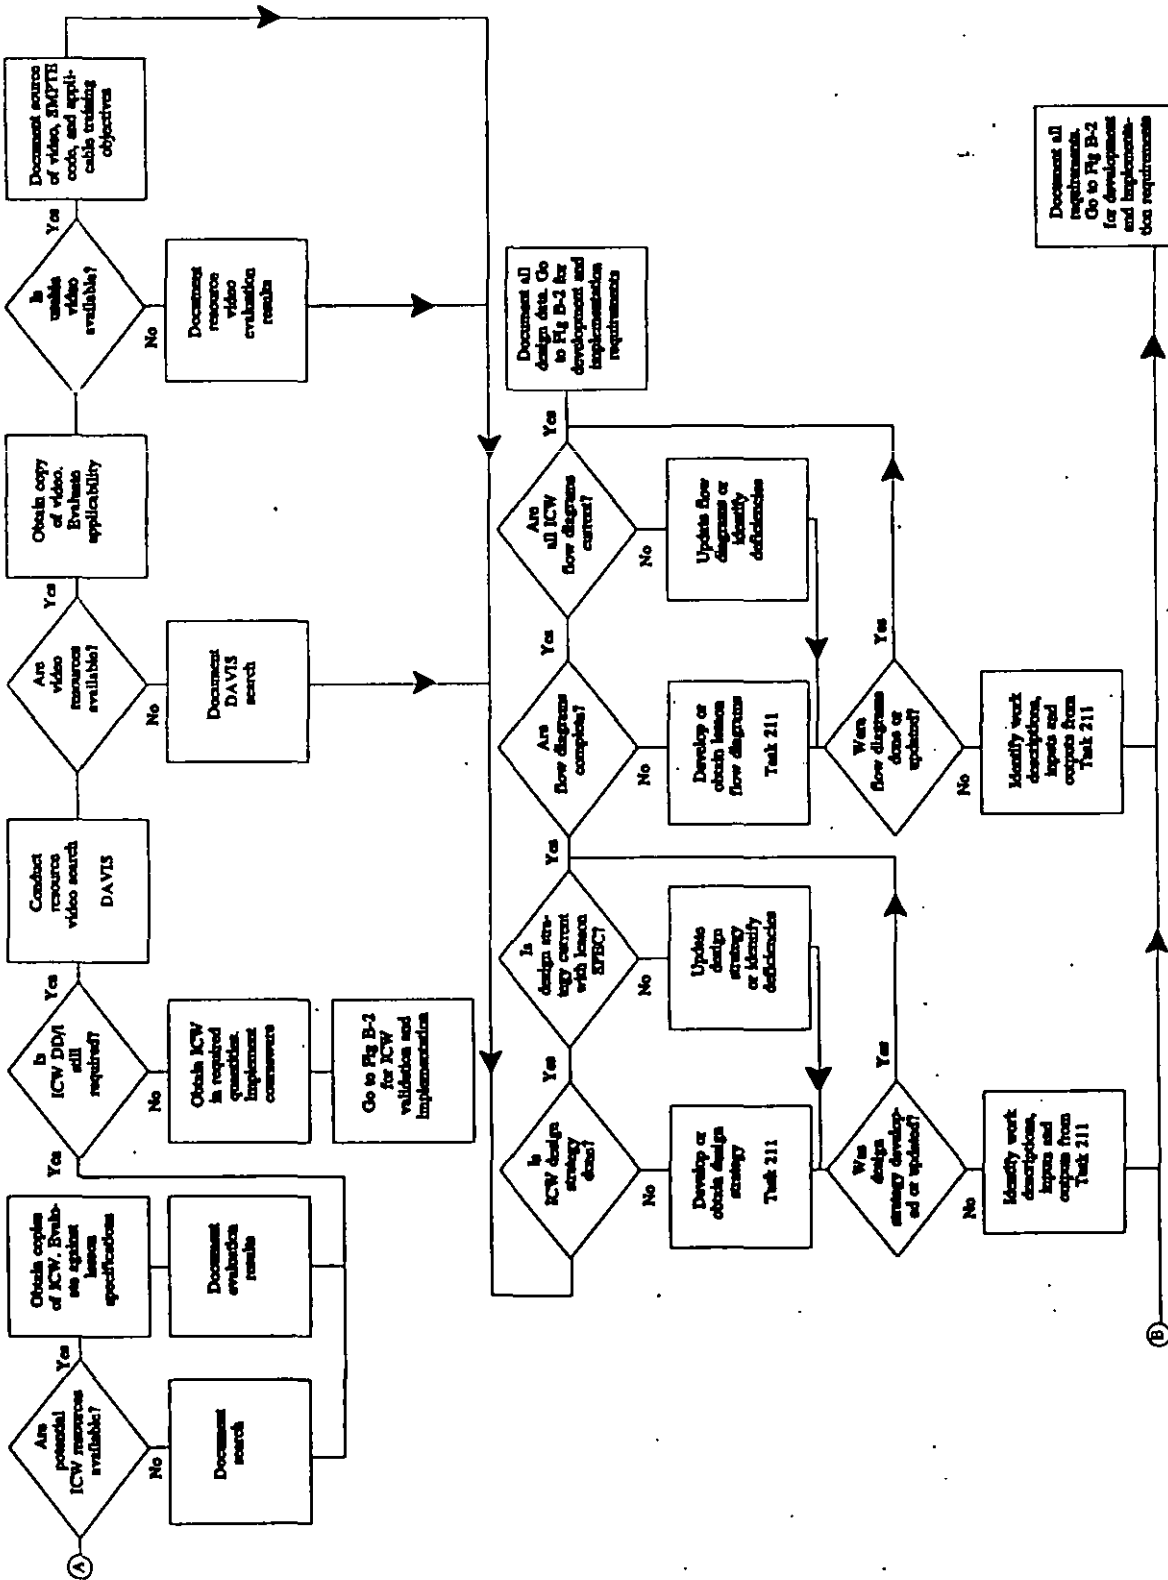 A
Are
potential
ICW resources
available?
Yes
No
Obtain copies
of ICW. Evalu-
ate against
lesson
specifications
Document
search
Document
evaluation
results
Yes
Is
ICW DD/I
still
required?
Yes
No
Obtain ICW
in required
quantities.
Implement
courseware
Go to Fig B-2
for ICW
validation and
implementation
Conduct
resource
video search
DAVIS
Are
video
resources
available?
Yes
No
Document
DAVIS
search
Obtain copy
of video.
Evaluate
applicability
Is
usable
video
available?
Yes
No
Document
resource
video
evaluation
results
Document source
of video, SMPTE
code, and appli-
cable training
objectives
Is
ICW design
strategy
done?
Yes
No
Develop or
obtain design
strategy
Task 211
Was
design
strategy develop-
ed or updated?
Yes
No
Identify work
descriptions,
inputs and
outputs from
Task 211
Is
design stra-
tegy current
with lesson
SPEC?
Yes
No
Update
design
strategy
or identify
deficiencies
Are
flow diagrams
complete?
Yes
No
Develop or
obtain lesson
flow diagrams
Task 211
Were
flow diagrams
done or
updated?
Yes
No
Identify work
descriptions,
inputs and
outputs from
Task 211
Are
all ICW
flow diagrams
current?
Yes
No
Update flow
diagrams or
identify
deficiencies
Document all
design data. Go
to Fig B-2 for
development and
implementation
requirements
B
Document all
requirements.
Go to Fig B-2
for development
and implementa-
tion requirements